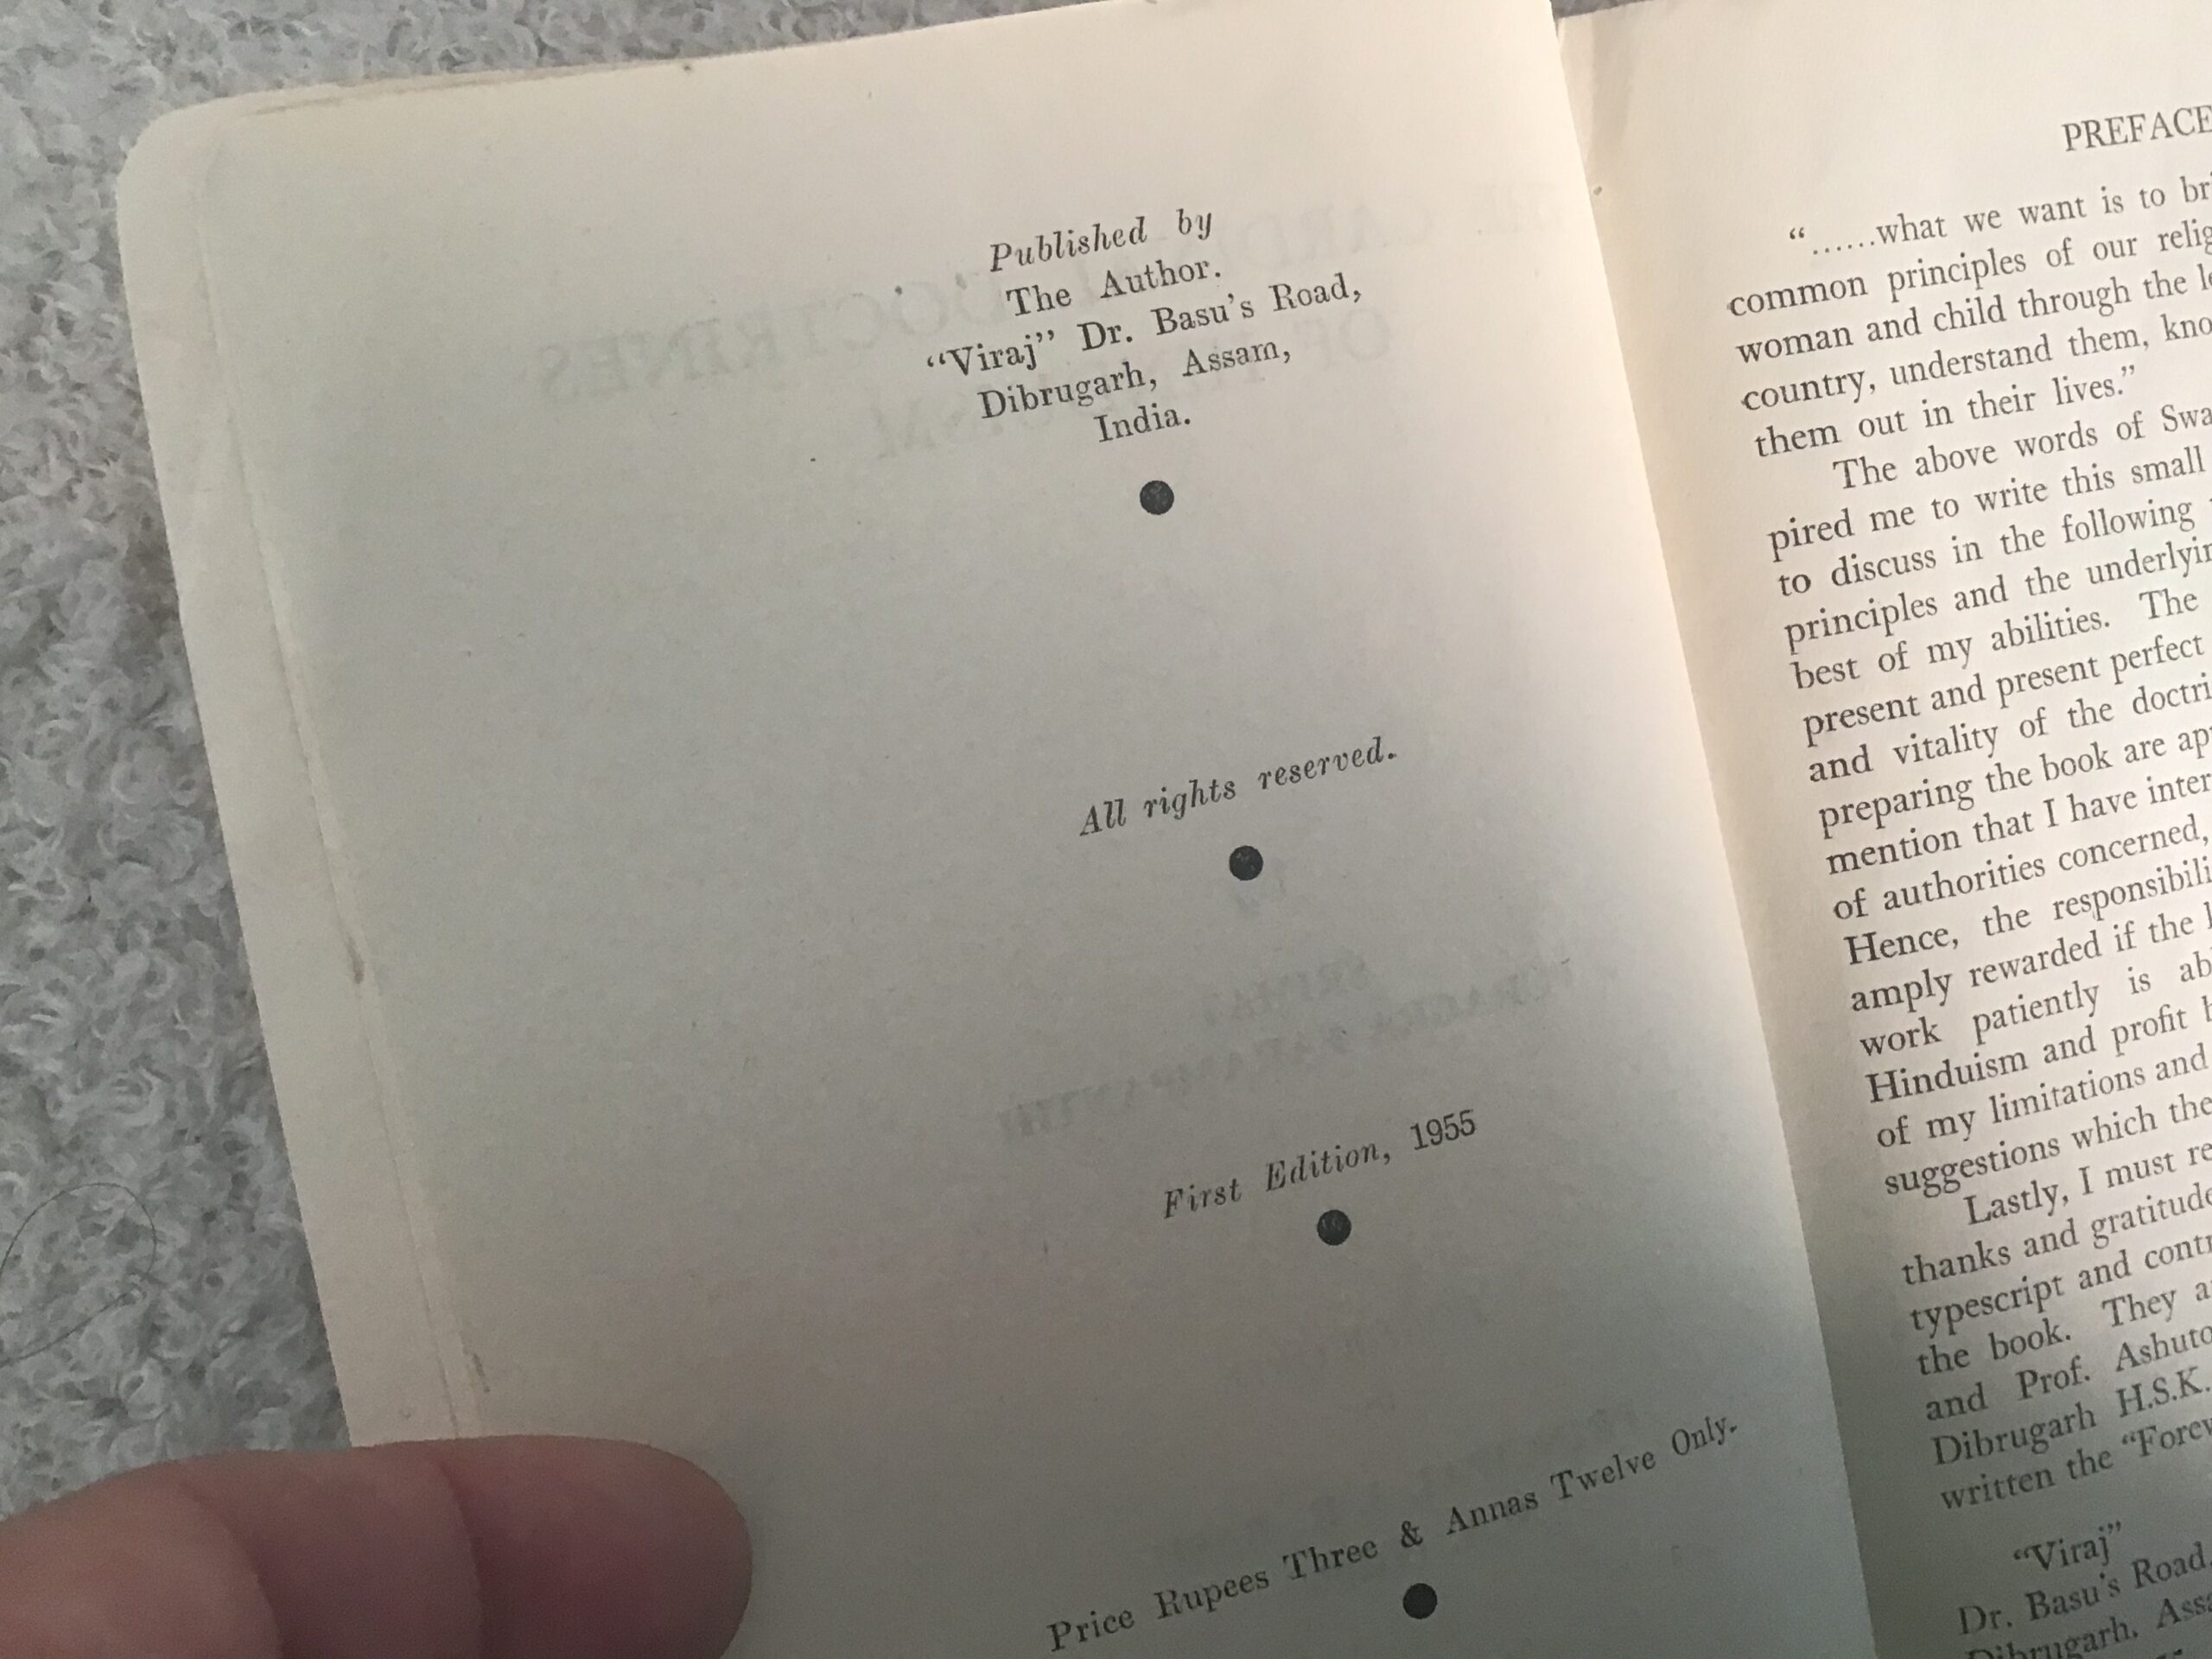 Published by
The Author.
“Viraj” Dr. Basu's Road,
Dibrugarh, Assam,
India.
All rights reserved.
First Edition, 1955
Price Rupees Three & Annas Twelve Only.
PREFACE
“......what we want is to
common principles of our
woman and child through the
country, understand them,
them out in their lives.”
The above words of
pired me to write this small
to discuss in the following
principles and the
best of my abilities. The
present and present perfect
and vitality of the
preparing the book are
mention that I have
of authorities concerned,
Hence, the
amply rewarded if the
work patiently is
Hinduism and profit
of my limitations and
suggestions which
Lastly, I must
thanks and
typescript and
the book. They
and Prof.
Dibrugarh H.S.K.
written the
“Viraj”
Dr. Basu's Road,
Dibrugarh,